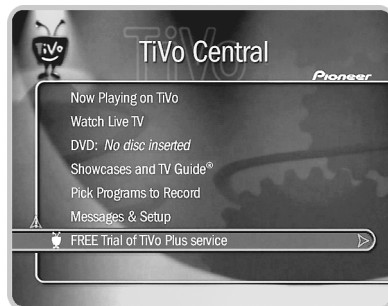 TiVo
TiVo Central
Pioneer
Now Playing on TiVo
Watch Live TV
DVD: No disc inserted
Showcases and TV Guide®
Pick Programs to Record
Messages & Setup
FREE Trial of TiVo Plus service